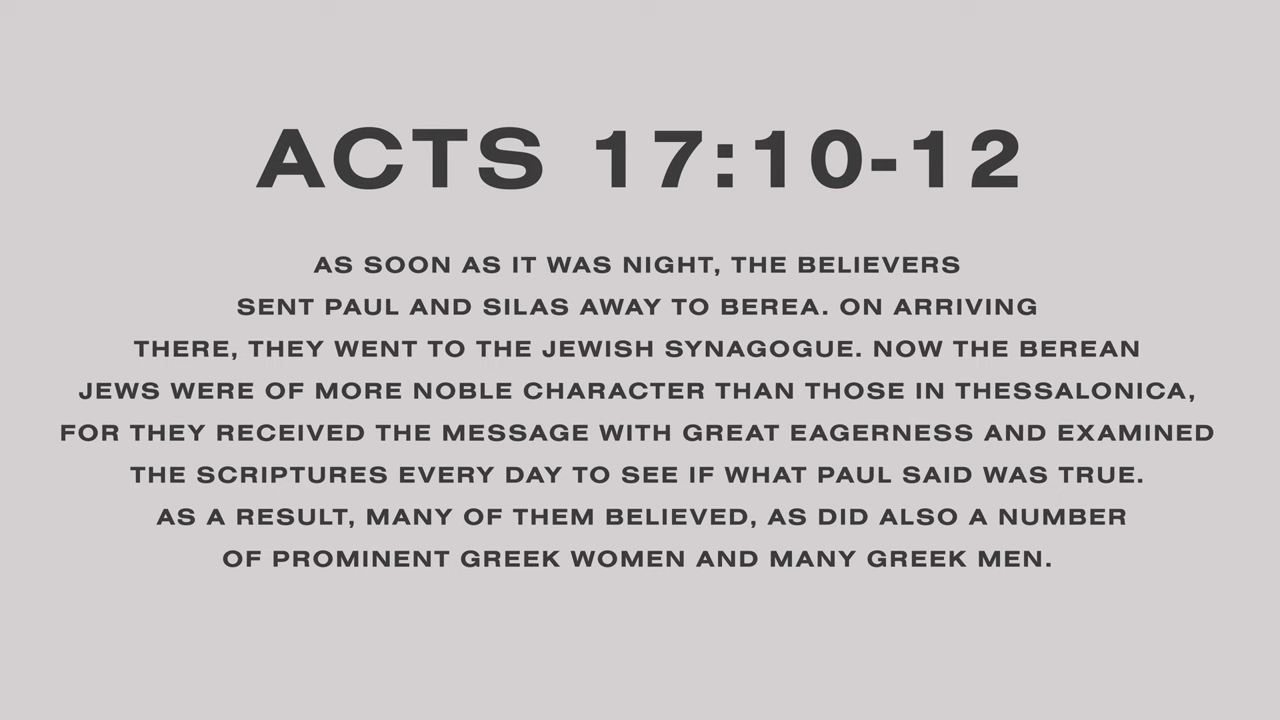 ACTS 17:10-12
AS SOON AS IT WAS NIGHT, THE BELIEVERS
SENT PAUL AND SILAS AWAY TO BEREA. ON ARRIVING
THERE, THEY WENT TO THE JEWISH SYNAGOGUE. NOW THE BEREAN
JEWS WERE OF MORE NOBLE CHARACTER THAN THOSE IN THESSALONICA,
FOR THEY RECEIVED THE MESSAGE WITH GREAT EAGERNESS AND EXAMINED
THE SCRIPTURES EVERY DAY TO SEE IF WHAT PAUL SAID WAS TRUE.
AS A RESULT, MANY OF THEM BELIEVED, AS DID ALSO A NUMBER
OF PROMINENT GREEK WOMEN AND MANY GREEK MEN.